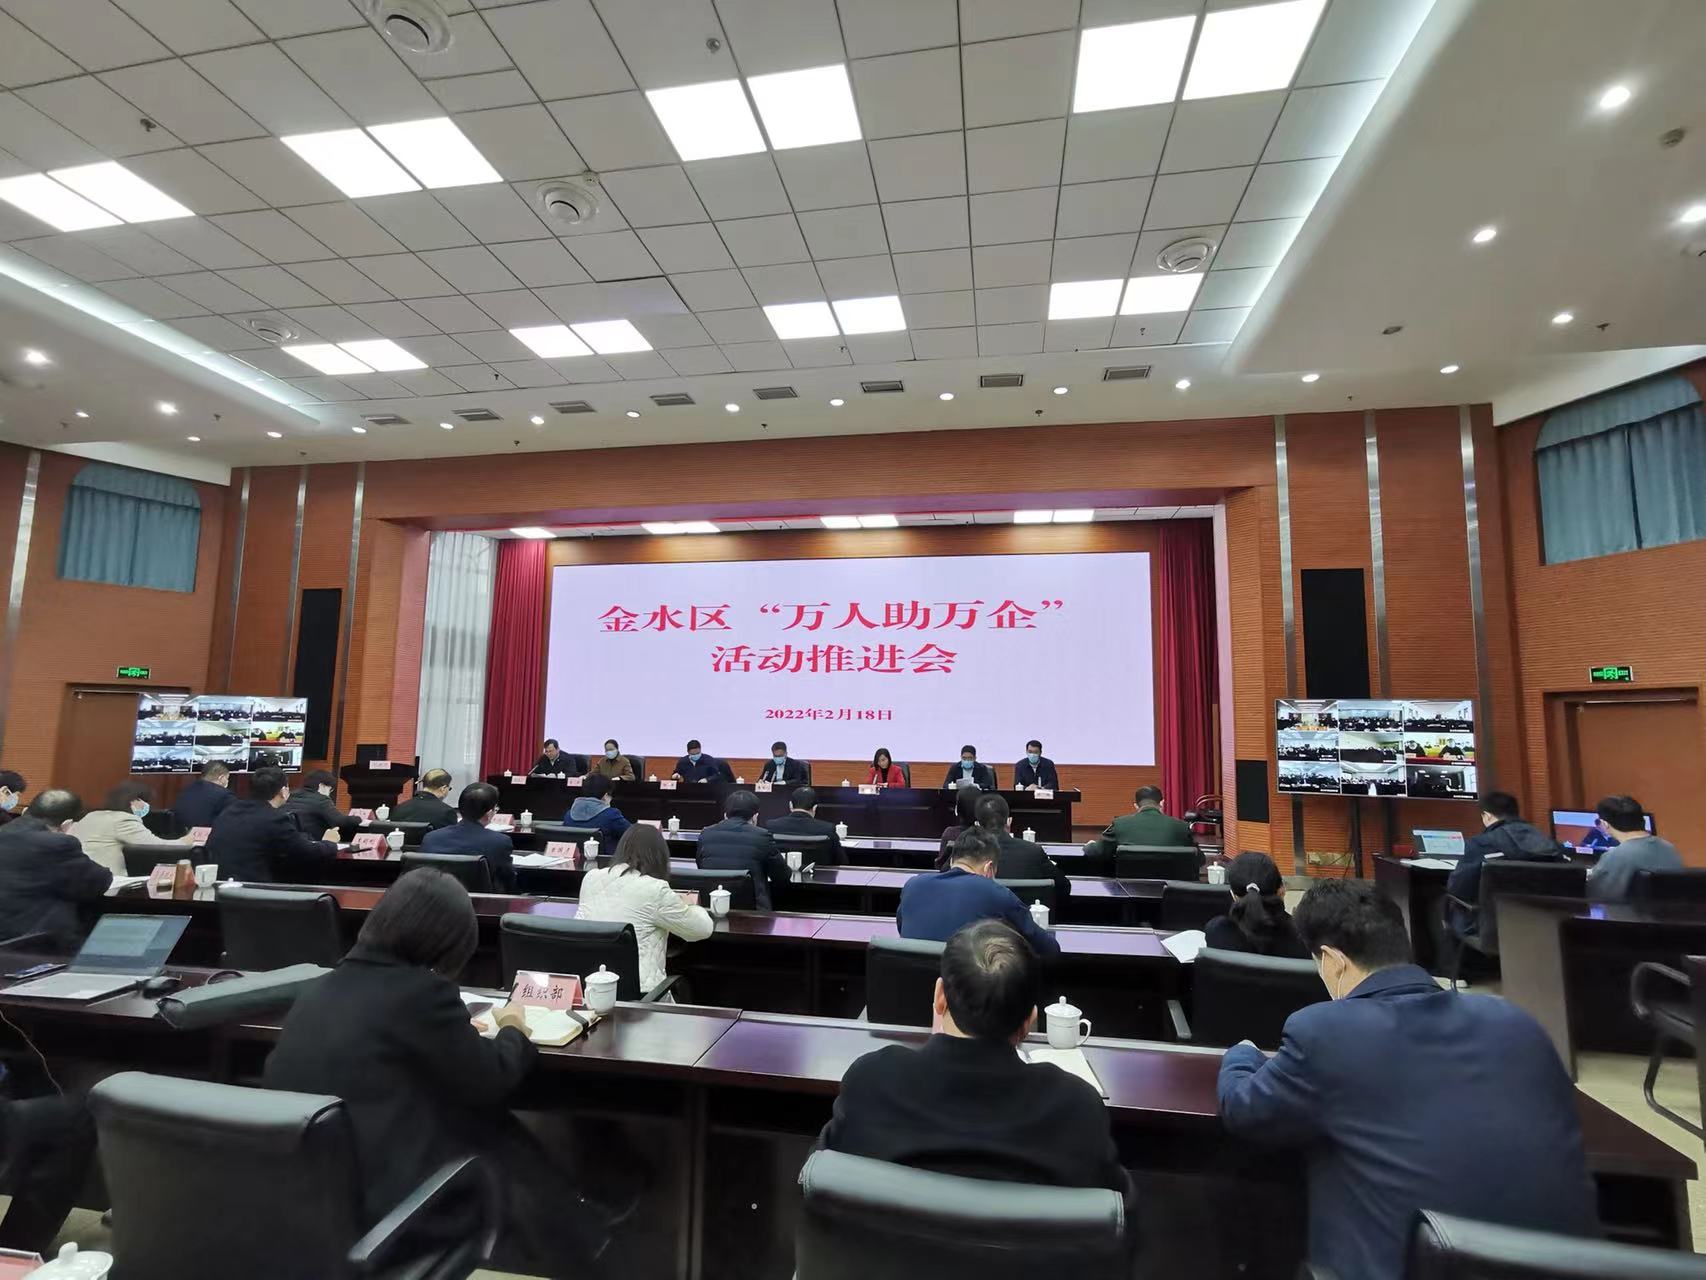 金水区“万人助万企”
活动推进会
2022年2月18日
组织部